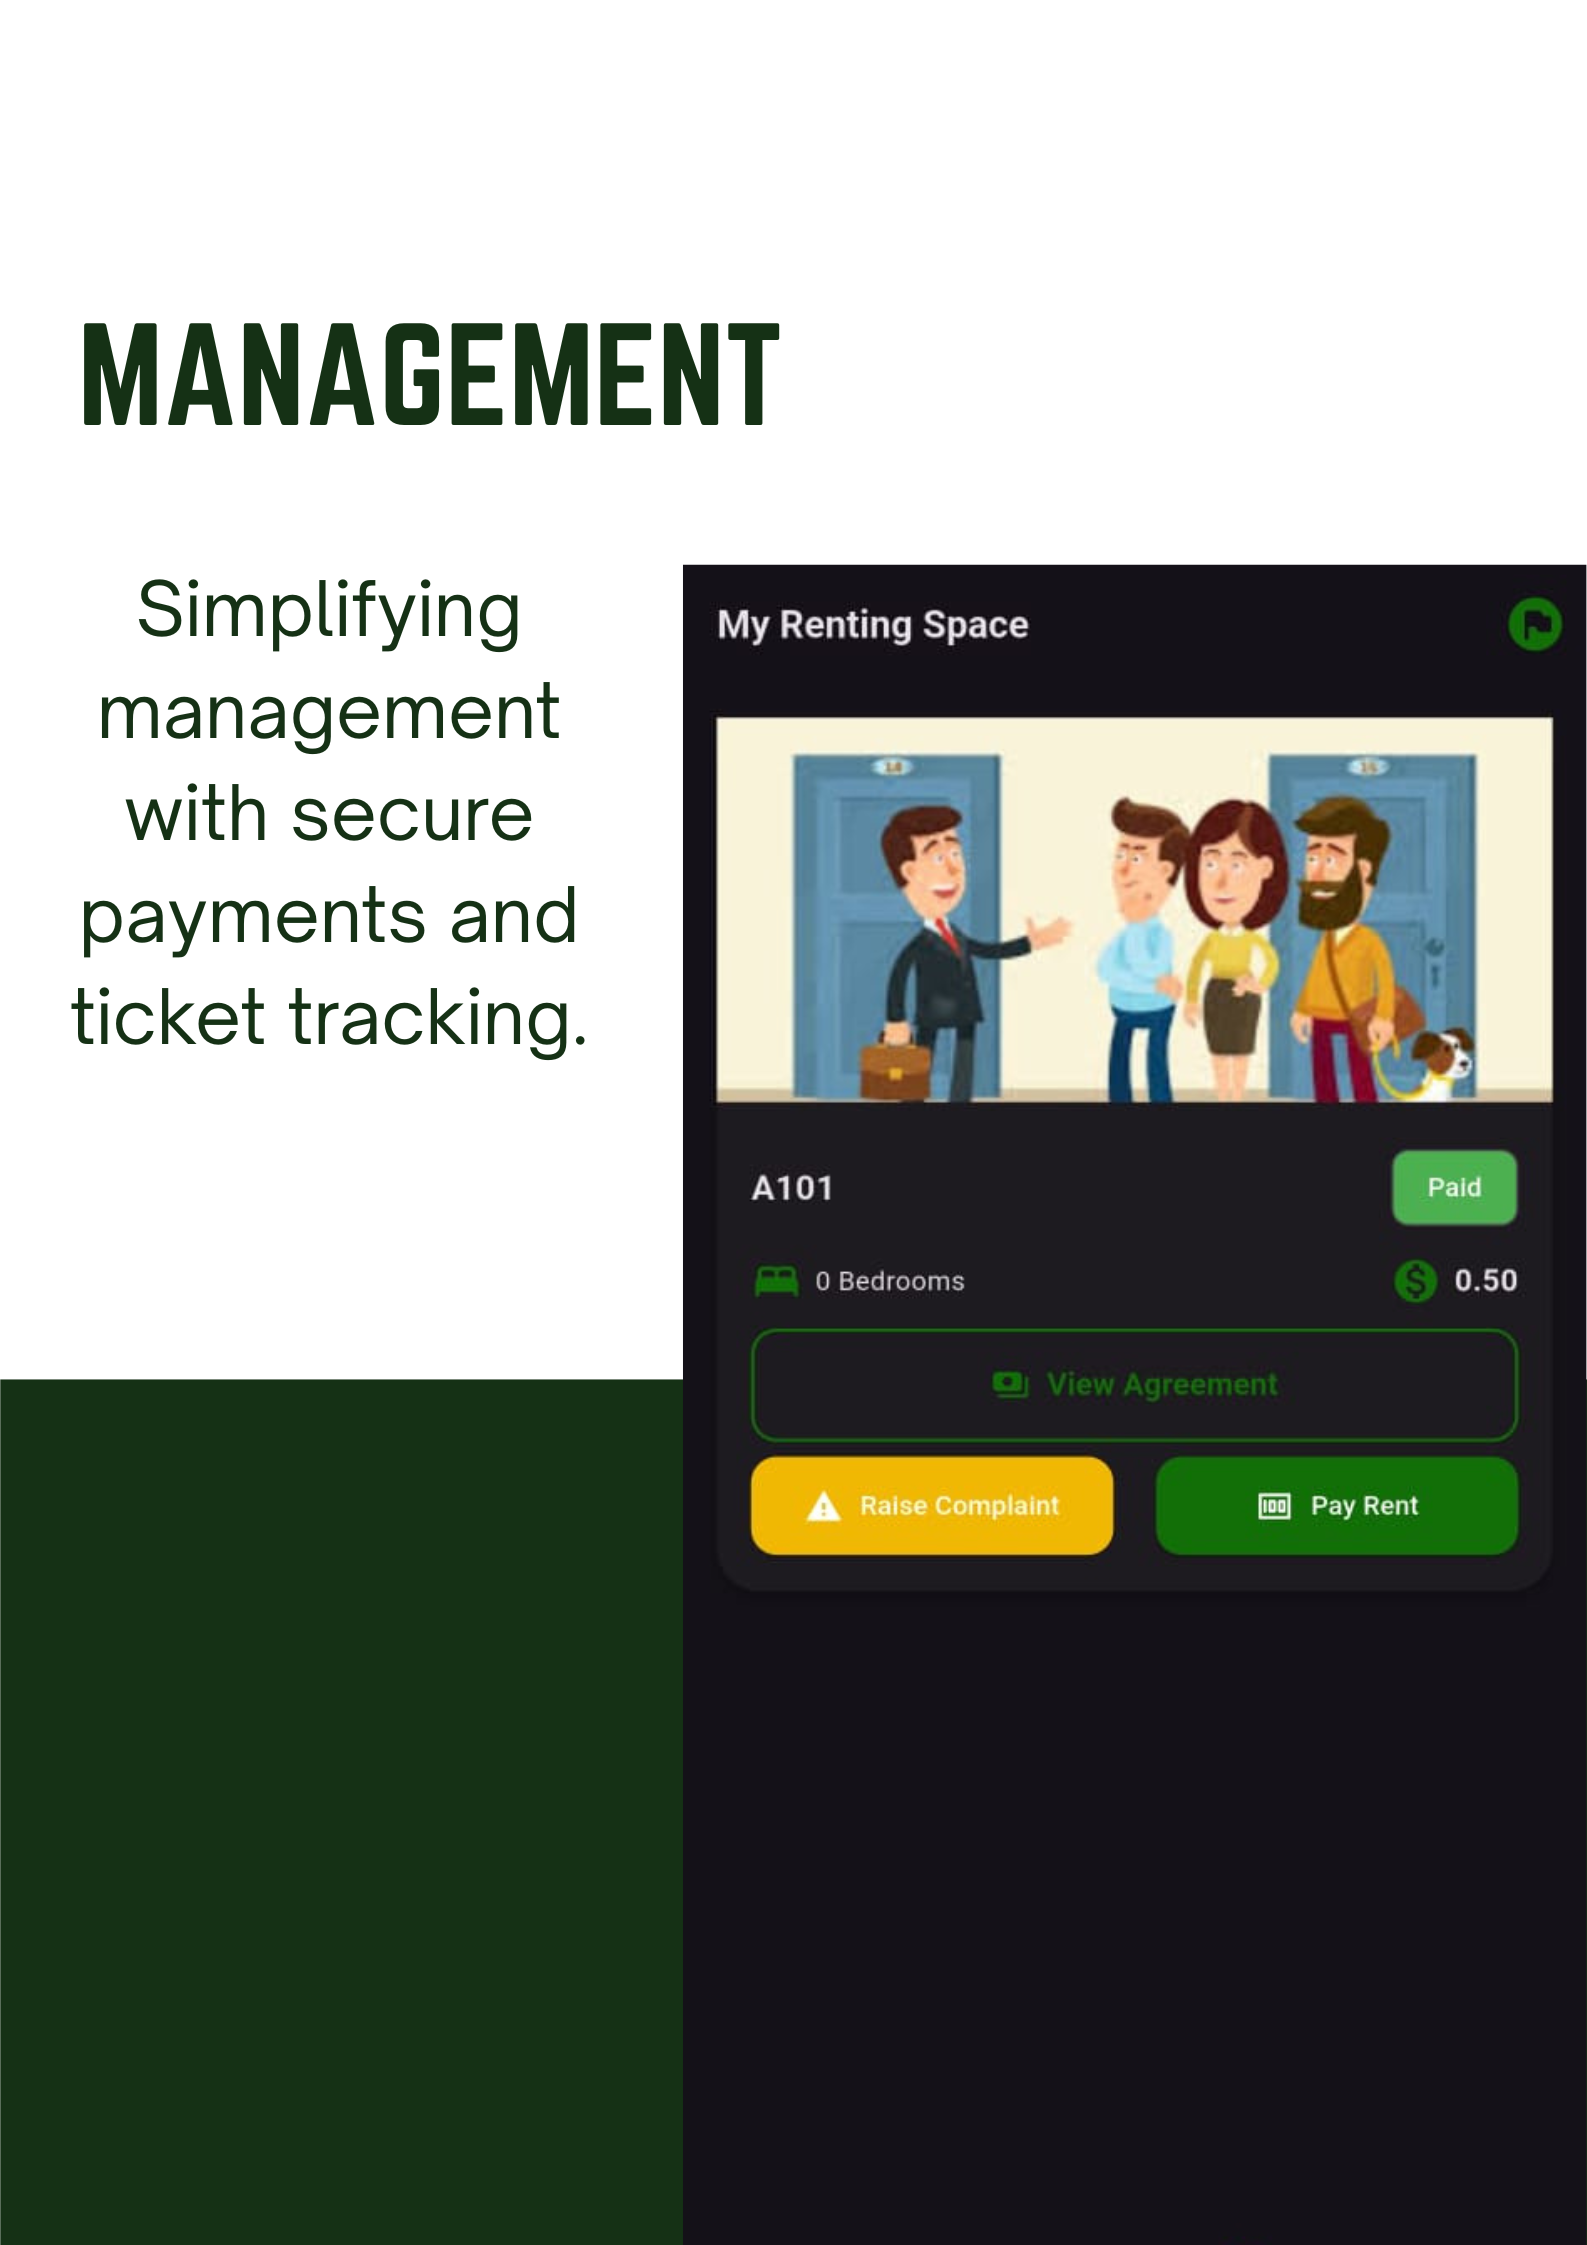 MANAGEMENT
Simplifying
management
with secure
payments and
ticket tracking.
My Renting Space
A101
Paid
0 Bedrooms
$ 0.50
View Agreement
Raise Complaint
100 Pay Rent